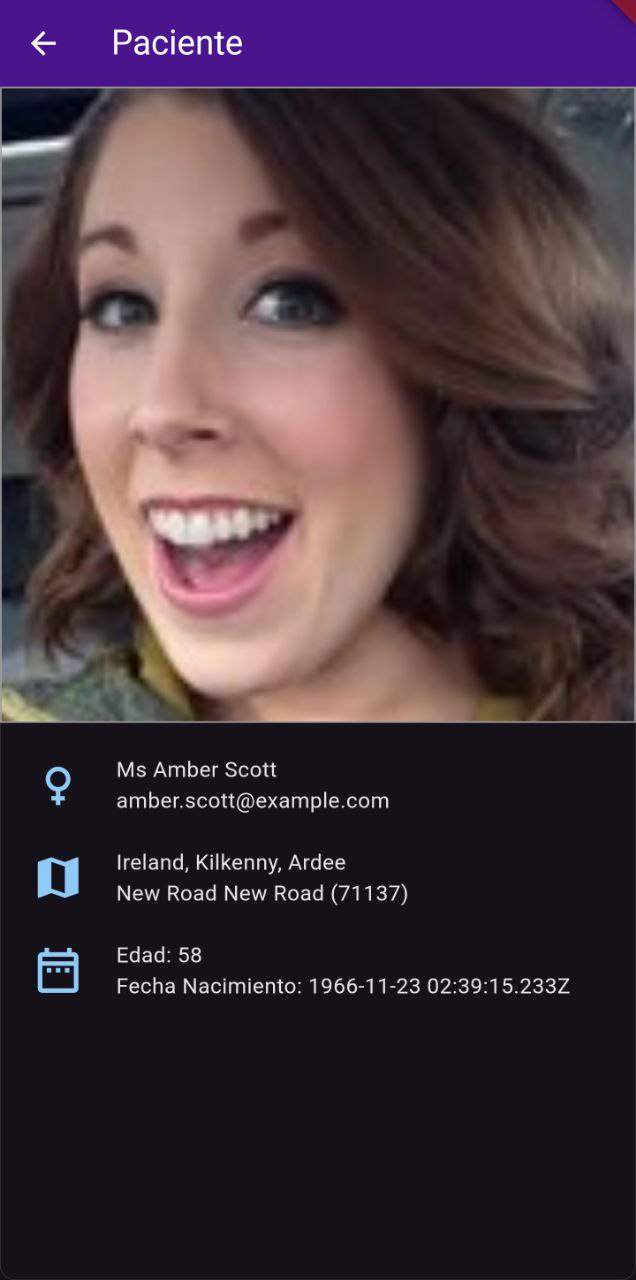 Paciente
Ms Amber Scott
amber.scott@example.com
Ireland, Kilkenny, Ardee
New Road New Road (71137)
Edad: 58
Fecha Nacimiento: 1966-11-23 02:39:15.233Z